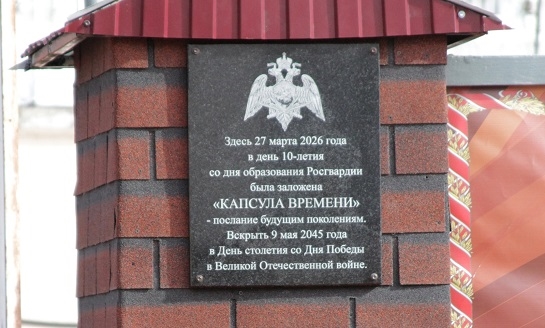 Здесь 27 марта 2026 года
в день 10-летия
со дня образования Росгвардии
была заложена
«КАПСУЛА ВРЕМЕНИ»
- послание будущим поколениям.
Вскрыть 9 мая 2045 года
в День столетия со Дня Победы
в Великой Отечественной войне.